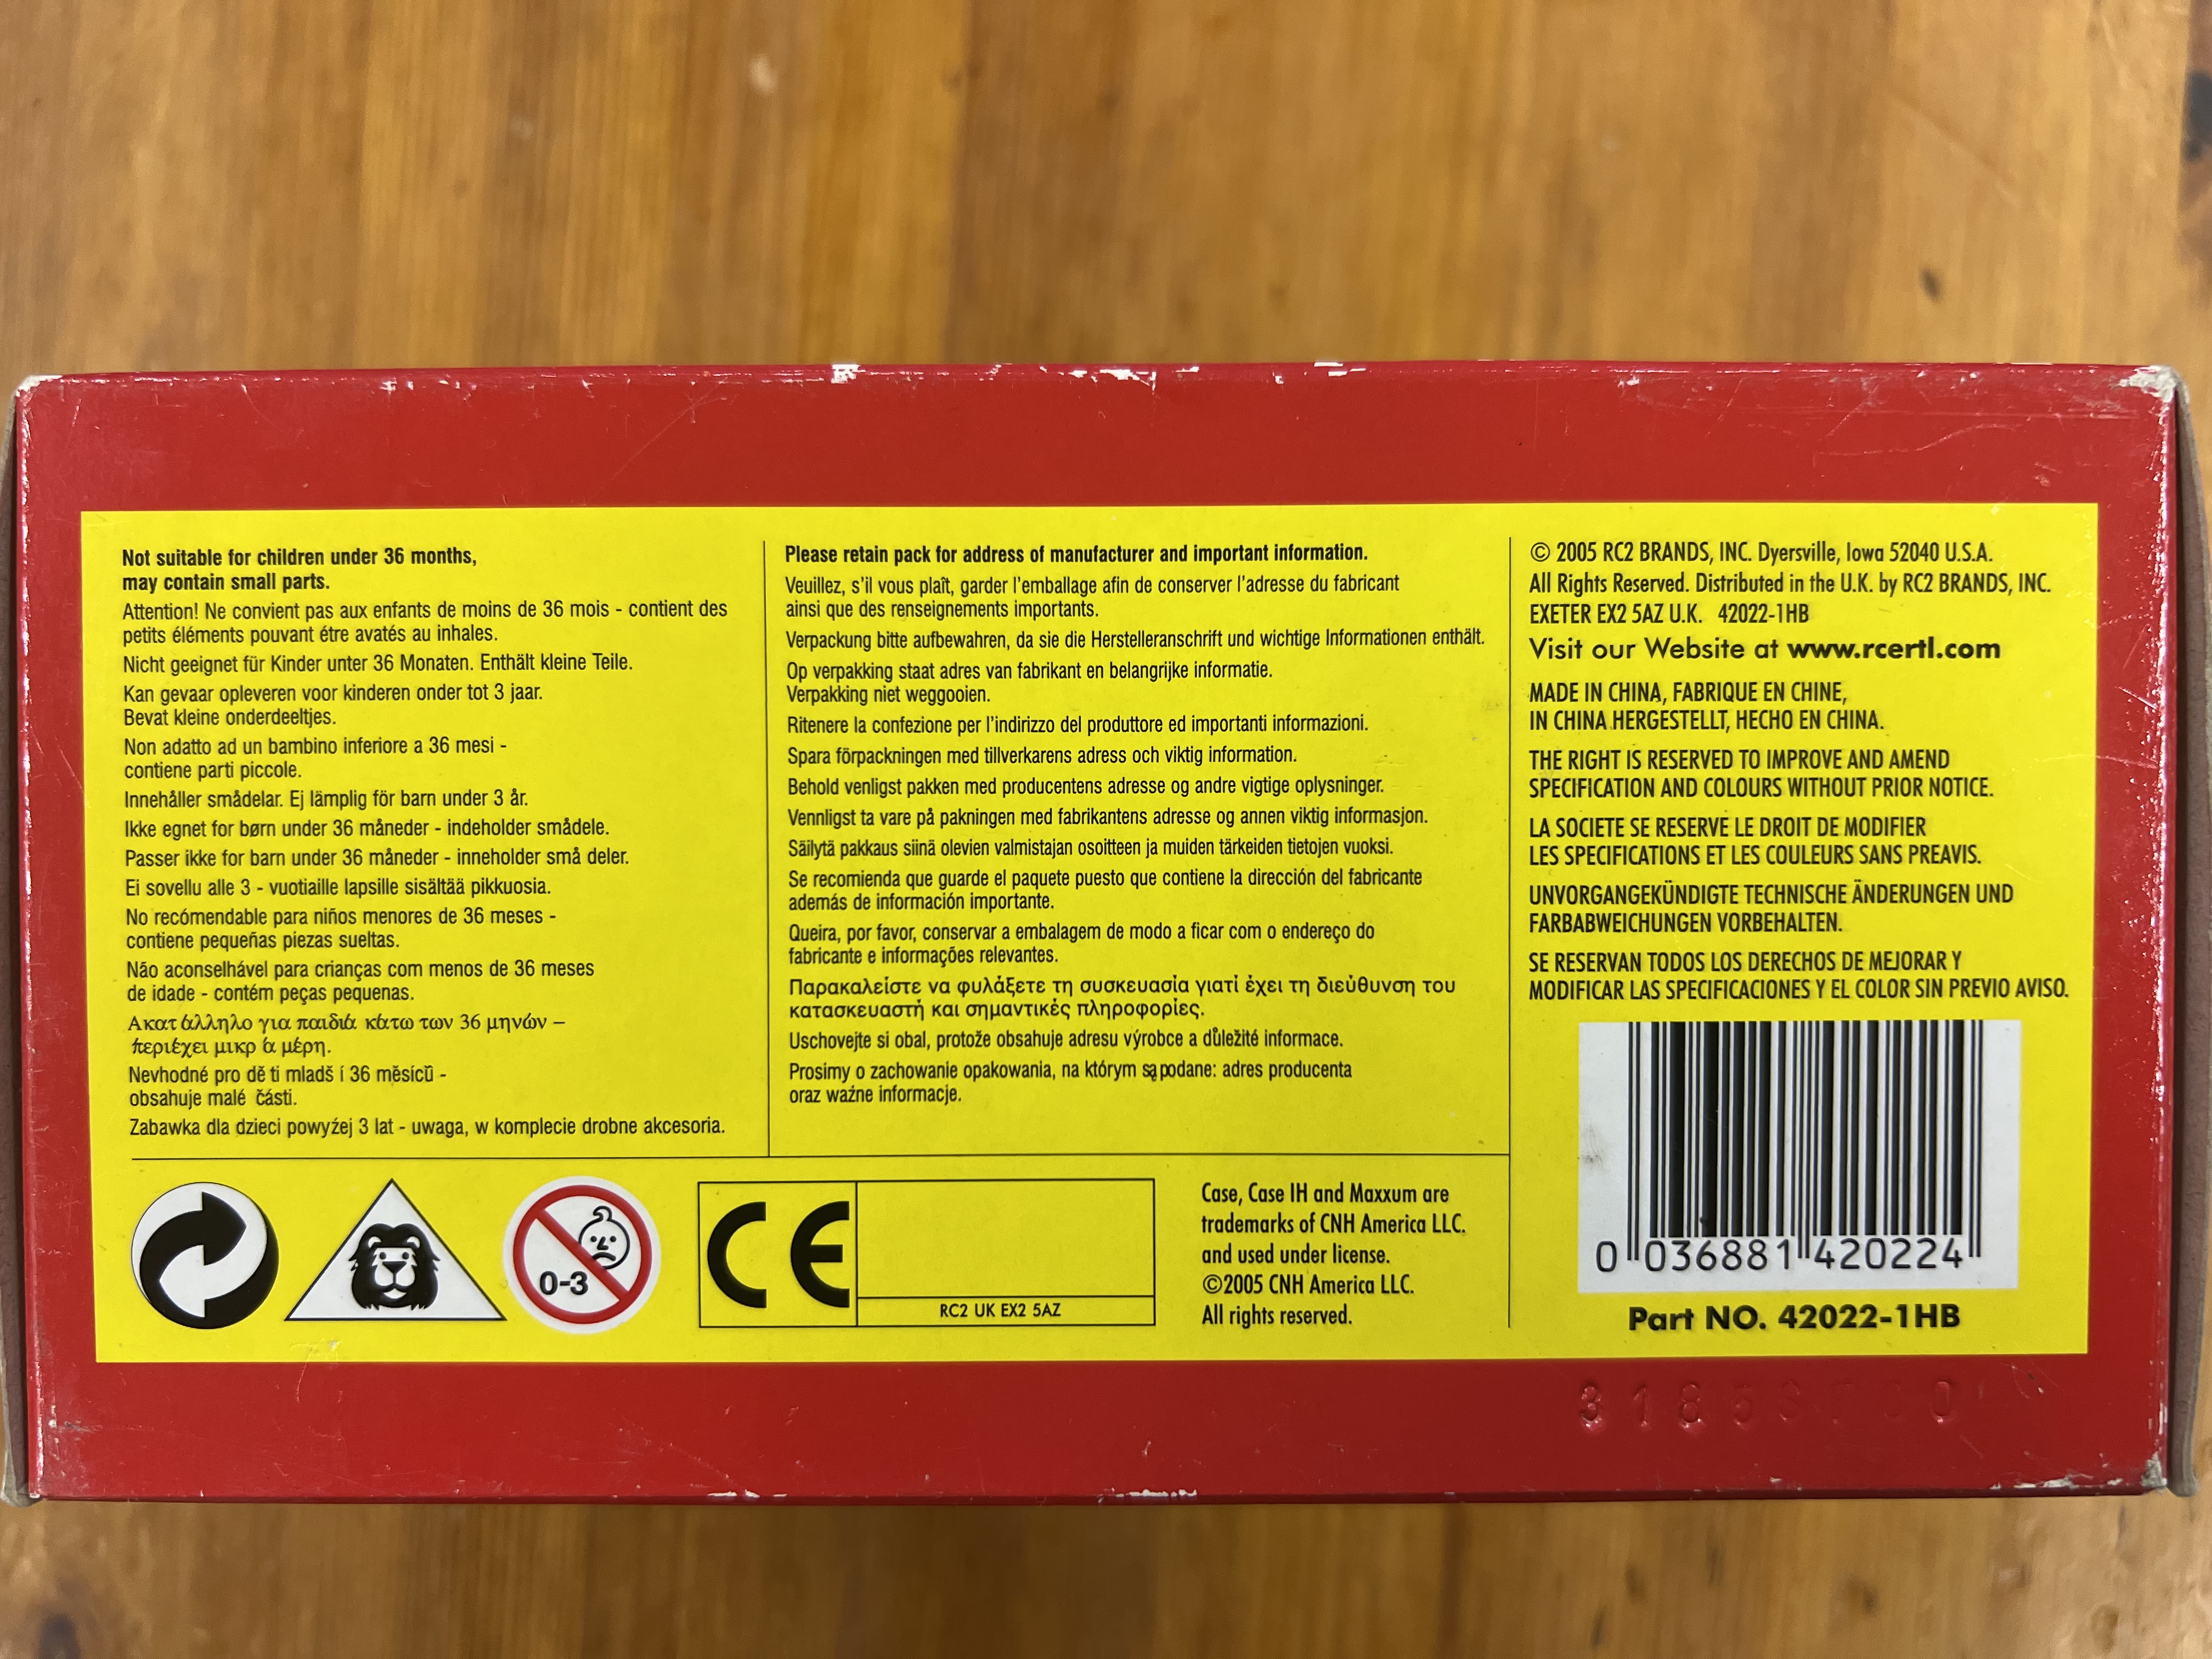 Not suitable for children under 36 months,
may contain small parts.
Attention! Ne convient pas aux enfants de moins de 36 mois - contient des
petits éléments pouvant étre avatés au inhales.
Nicht geeignet für Kinder unter 36 Monaten. Enthält kleine Teile.
Kan gevaar opleveren voor kinderen onder tot 3 jaar.
Bevat kleine onderdeeltjes.
Non adatto ad un bambino inferiore a 36 mesi -
contiene parti piccole.
Innehåller smådelar. Ej lämplig för barn under 3 år.
Ikke egnet for børn under 36 måneder - indeholder smådele.
Passer ikke for barn under 36 måneder - inneholder små deler.
Ei sovellu alle 3 - vuotiaille lapsille sisältää pikkuosia.
No recómendable para niños menores de 36 meses -
contiene pequeñas piezas sueltas.
Não aconselhável para crianças com menos de 36 meses
de idade - contém peças pequenas.
Ακατ άλληλο για παιδιά κάτω των 36 μηνών –
περιέχει μικρ ά μέρη.
Nevhodné pro dě ti mladš í 36 měsíců -
obsahuje malé části.
Zabawka dla dzieci powyźej 3 lat - uwaga, w komplecie drobne akcesoria.
Please retain pack for address of manufacturer and important information.
Veuillez, s'il vous plaît, garder l'emballage afin de conserver l'adresse du fabricant
ainsi que des renseignements importants.
Verpackung bitte aufbewahren, da sie die Herstelleranschrift und wichtige Informationen enthält.
Op verpakking staat adres van fabrikant en belangrijke informatie.
Verpakking niet weggooien.
Ritenere la confezione per l'indirizzo del produttore ed importanti informazioni.
Spara förpackningen med tillverkarens adress och viktig information.
Behold venligst pakken med producentens adresse og andre vigtige oplysninger.
Vennligst ta vare på pakningen med fabrikantens adresse og annen viktig informasjon.
Säilytä pakkaus siinä olevien valmistajan osoitteen ja muiden tärkeiden tietojen vuoksi.
Se recomienda que guarde el paquete puesto que contiene la dirección del fabricante
además de información importante.
Queira, por favor, conservar a embalagem de modo a ficar com o endereço do
fabricante e informações relevantes.
Παρακαλείστε να φυλάξετε τη συσκευασία γιατί έχει τη διεύθυνση του
κατασκευαστή και σημαντικές πληροφορίες.
Uschovejte si obal, protože obsahuje adresu výrobce a důležité informace.
Prosimy o zachowanie opakowania, na którym są podane: adres producenta
oraz ważne informacje.
© 2005 RC2 BRANDS, INC. Dyersville, Iowa 52040 U.S.A.
All Rights Reserved. Distributed in the U.K. by RC2 BRANDS, INC.
EXETER EX2 5AZ U.K. 42022-1HB
Visit our Website at www.rcertl.com
MADE IN CHINA, FABRIQUE EN CHINE,
IN CHINA HERGESTELLT, HECHO EN CHINA.
THE RIGHT IS RESERVED TO IMPROVE AND AMEND
SPECIFICATION AND COLOURS WITHOUT PRIOR NOTICE.
LA SOCIETE SE RESERVE LE DROIT DE MODIFIER
LES SPECIFICATIONS ET LES COULEURS SANS PREAVIS.
UNVORGANGEKÜNDIGTE TECHNISCHE ÄNDERUNGEN UND
FARBABWEICHUNGEN VORBEHALTEN.
SE RESERVAN TODOS LOS DERECHOS DE MEJORAR Y
MODIFICAR LAS SPECIFICACIONES Y EL COLOR SIN PREVIO AVISO.
0 036881 420224
Part NO. 42022-1HB
0-3
CE
RC2 UK EX2 5AZ
Case, Case IH and Maxxum are
trademarks of CNH America LLC.
and used under license.
©2005 CNH America LLC.
All rights reserved.